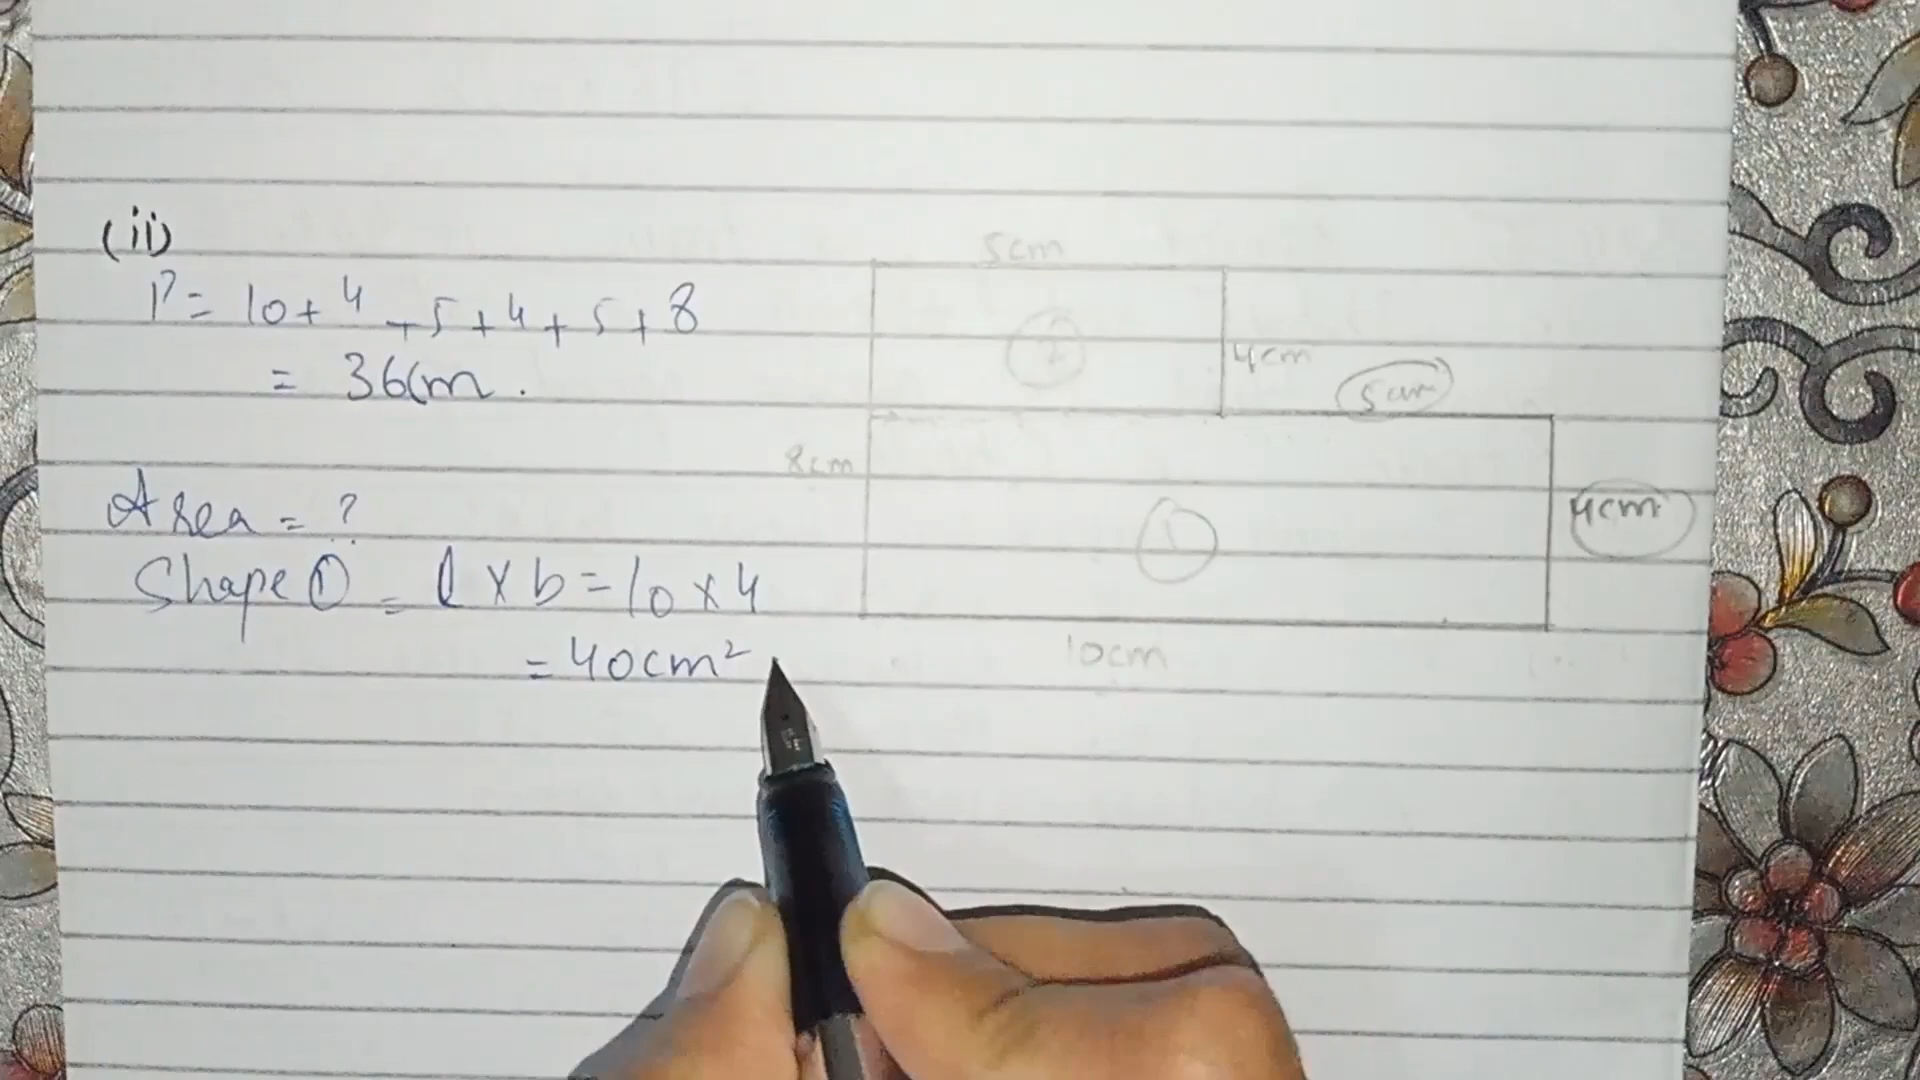 (ii)
P = 10 + 4 + 5 + 4 + 5 + 8
= 36cm.
Area = ?
Shape ① = l x b = 10 x 4
= 40cm²
5cm
2
4cm
5cm
8cm
1
4cm
10cm